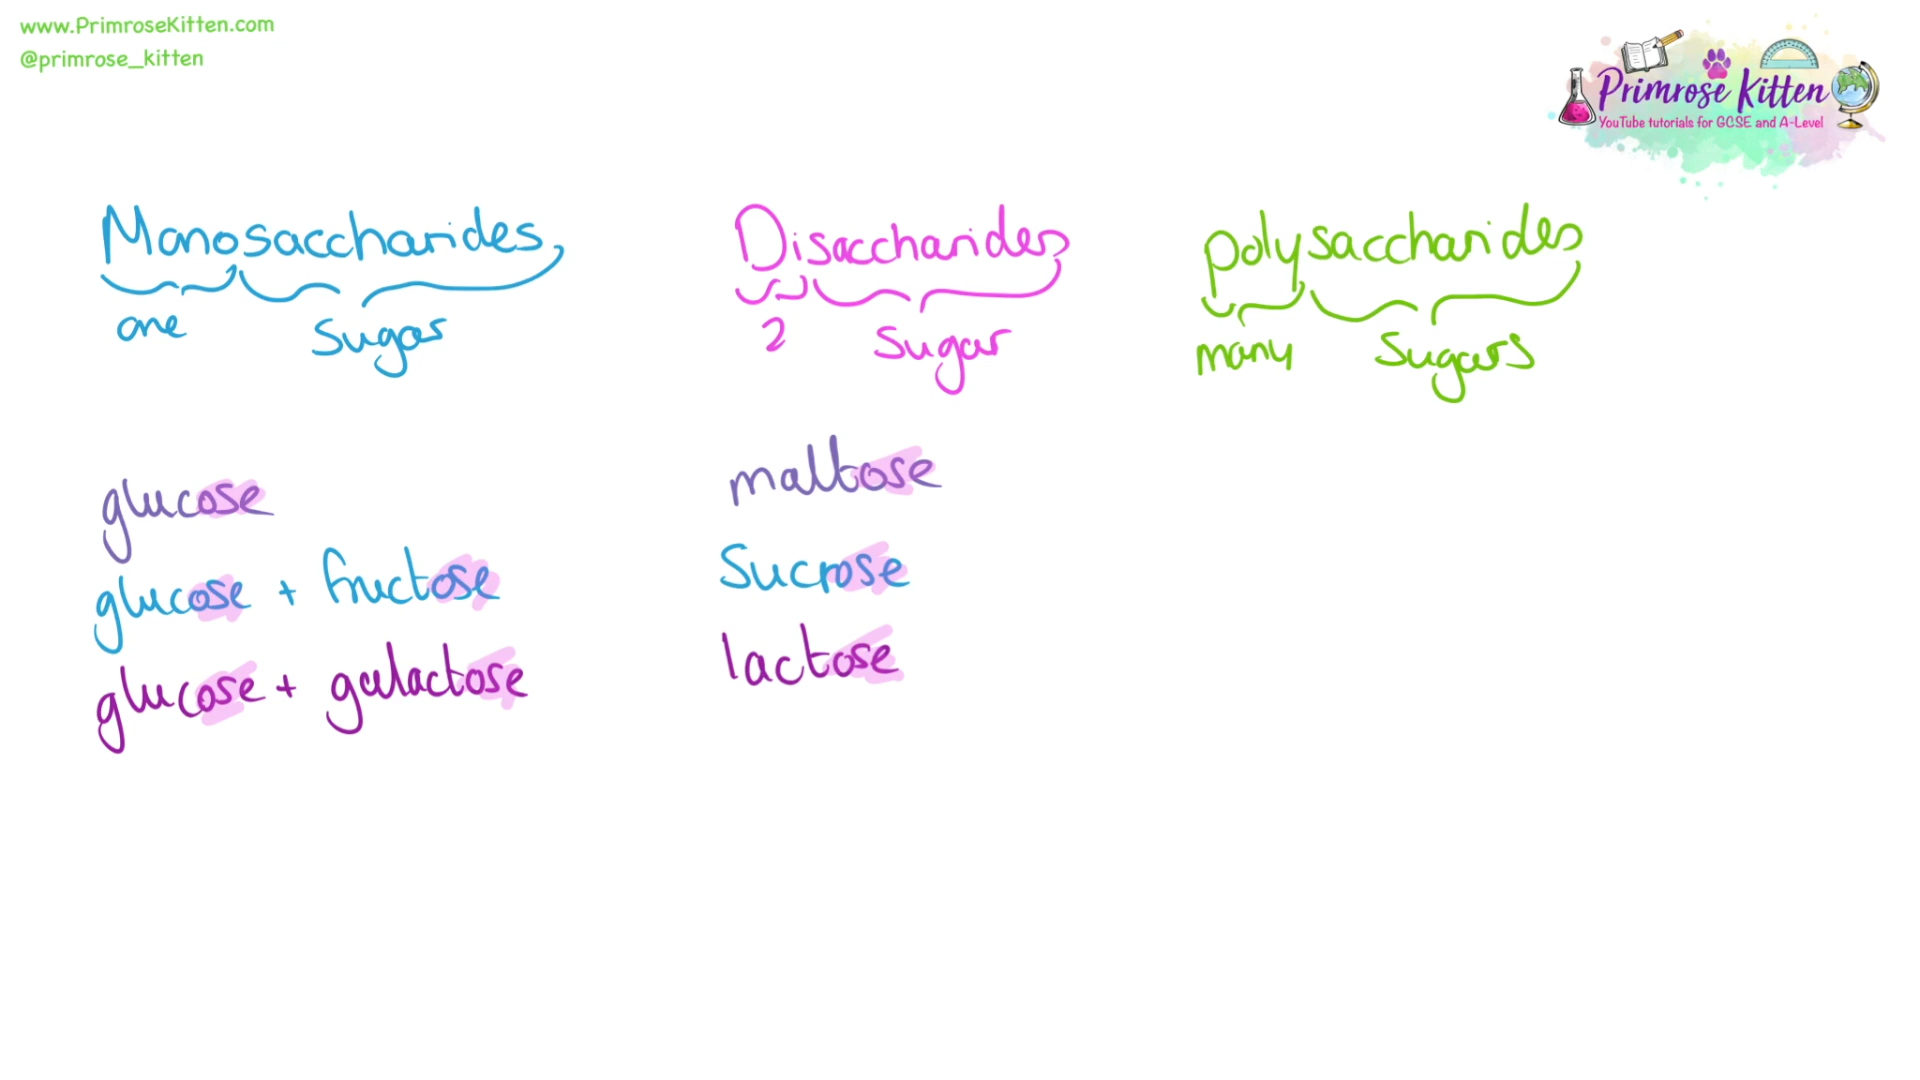 www.PrimroseKitten.com
@primrose_kitten
Primrose Kitten
YouTube tutorials for GCSE and A-Level
Monosaccharides
one sugar
Disaccharides
2 sugar
polysaccharides
many sugars
glucose
maltose
glucose + fructose
Sucrose
glucose + galactose
lactose